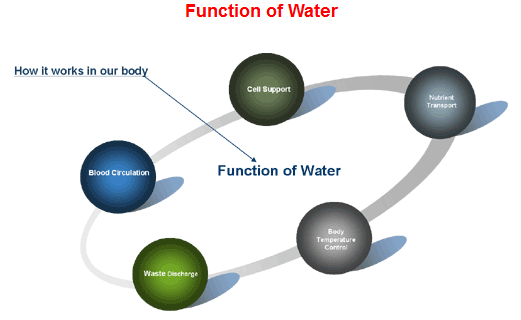 Function of Water
How it works in our body
Cell Support
Nutrient
Transport
Blood Circulation
Function of Water
Body
Temperature
Control
Waste Discharge